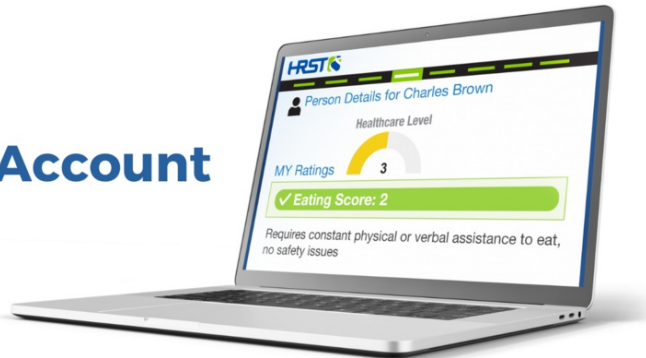 HRST
Person Details for Charles Brown
Healthcare Level
Account
MY Ratings
3
✓ Eating Score: 2
Requires constant physical or verbal assistance to eat,
no safety issues